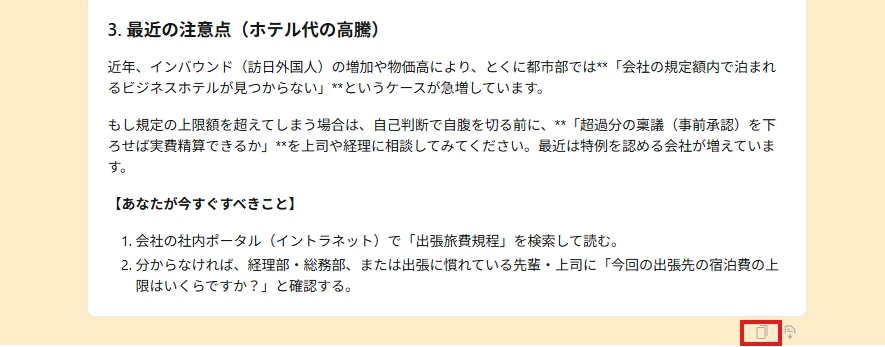 3. 最近の注意点（ホテル代の高騰）
近年、インバウンド（訪日外国人）の増加や物価高により、とくに都市部では**「会社の規定額内で泊まれ
るビジネスホテルが見つからない」**というケースが急増しています。
もし規定の上限額を超えてしまう場合は、自己判断で自腹を切る前に、**「超過分の稟議（事前承認）を下
ろせば実費精算できるか」**を上司や経理に相談してみてください。最近は特例を認める会社が増えていま
す。
【あなたが今すぐすべきこと】
1. 会社の社内ポータル（イントラネット）で「出張旅費規程」を検索して読む。
2. 分からなければ、経理部・総務部、または出張に慣れている先輩・上司に「今回の出張先の宿泊費の上
限はいくらですか？」と確認する。